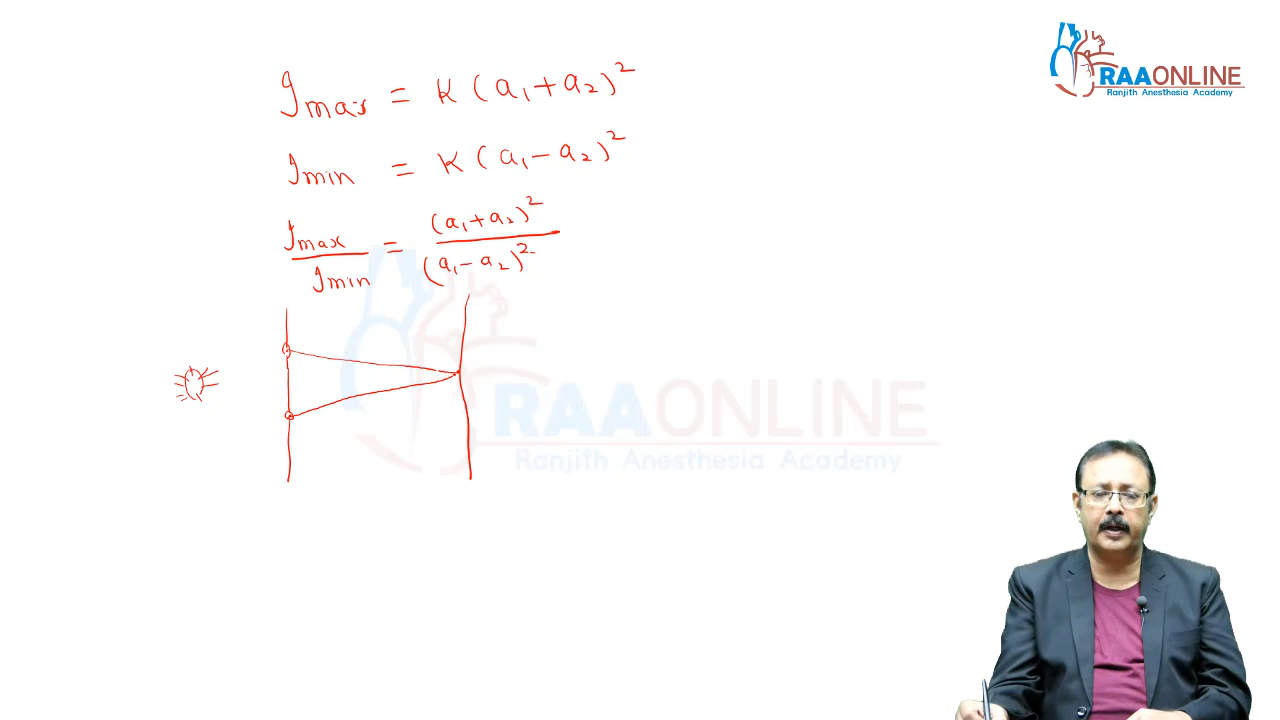 RAAONLINE
Ranjith Anesthesia Academy
Imax = K (a₁ + a₂)²
Imin = K (a₁ - a₂)²
Imax / Imin = (a₁ + a₂)² / (a₁ - a₂)²
RAAONLINE
Ranjith Anesthesia Academy